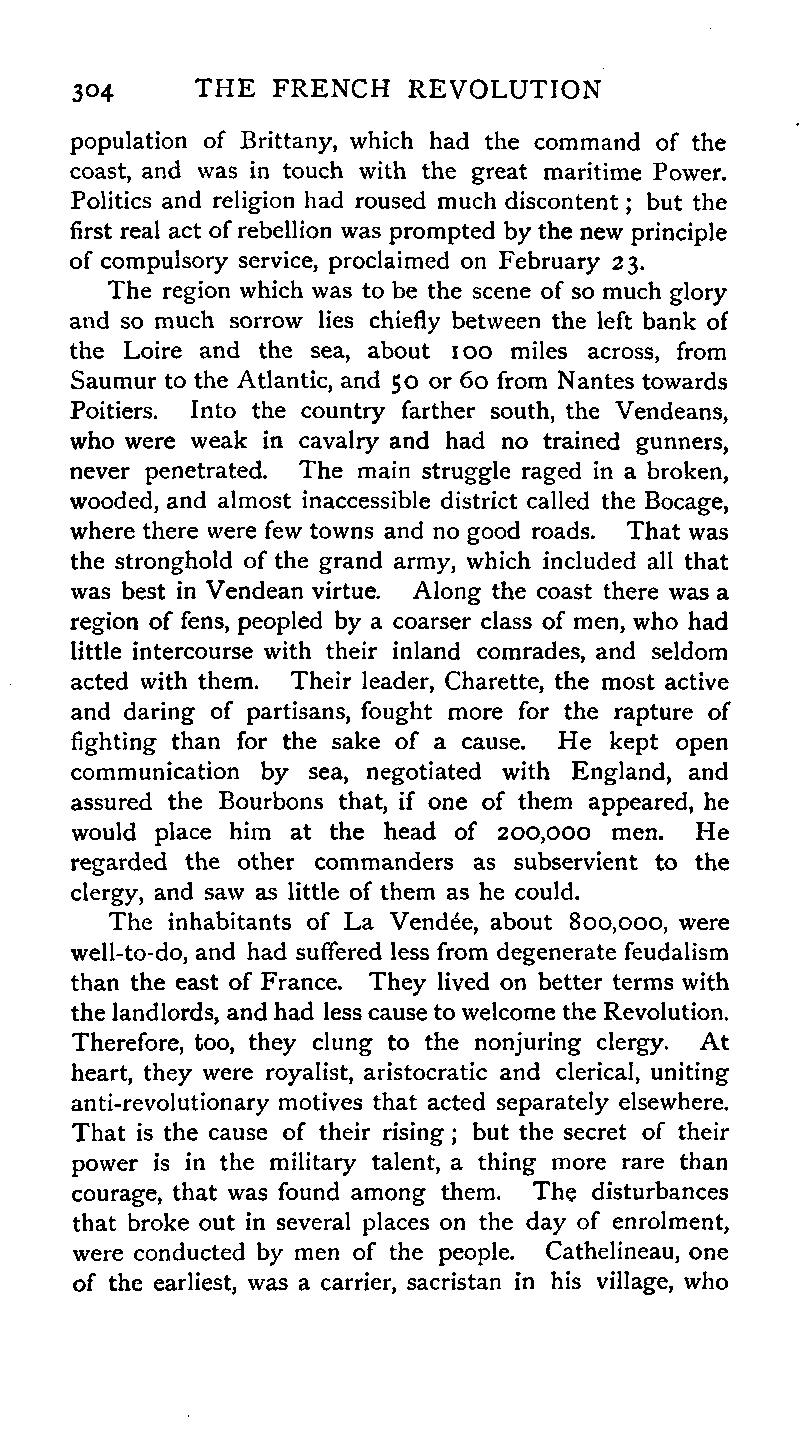 304 THE FRENCH REVOLUTION
population of Brittany, which had the command of the
coast, and was in touch with the great maritime Power.
Politics and religion had roused much discontent ; but the
first real act of rebellion was prompted by the new principle
of compulsory service, proclaimed on February 23.
The region which was to be the scene of so much glory
and so much sorrow lies chiefly between the left bank of
the Loire and the sea, about 100 miles across, from
Saumur to the Atlantic, and 50 or 60 from Nantes towards
Poitiers. Into the country farther south, the Vendeans,
who were weak in cavalry and had no trained gunners,
never penetrated. The main struggle raged in a broken,
wooded, and almost inaccessible district called the Bocage,
where there were few towns and no good roads. That was
the stronghold of the grand army, which included all that
was best in Vendean virtue. Along the coast there was a
region of fens, peopled by a coarser class of men, who had
little intercourse with their inland comrades, and seldom
acted with them. Their leader, Charette, the most active
and daring of partisans, fought more for the rapture of
fighting than for the sake of a cause. He kept open
communication by sea, negotiated with England, and
assured the Bourbons that, if one of them appeared, he
would place him at the head of 200,000 men. He
regarded the other commanders as subservient to the
clergy, and saw as little of them as he could.
The inhabitants of La Vendée, about 800,000, were
well-to-do, and had suffered less from degenerate feudalism
than the east of France. They lived on better terms with
the landlords, and had less cause to welcome the Revolution.
Therefore, too, they clung to the nonjuring clergy. At
heart, they were royalist, aristocratic and clerical, uniting
anti-revolutionary motives that acted separately elsewhere.
That is the cause of their rising ; but the secret of their
power is in the military talent, a thing more rare than
courage, that was found among them. The disturbances
that broke out in several places on the day of enrolment,
were conducted by men of the people. Cathelineau, one
of the earliest, was a carrier, sacristan in his village, who